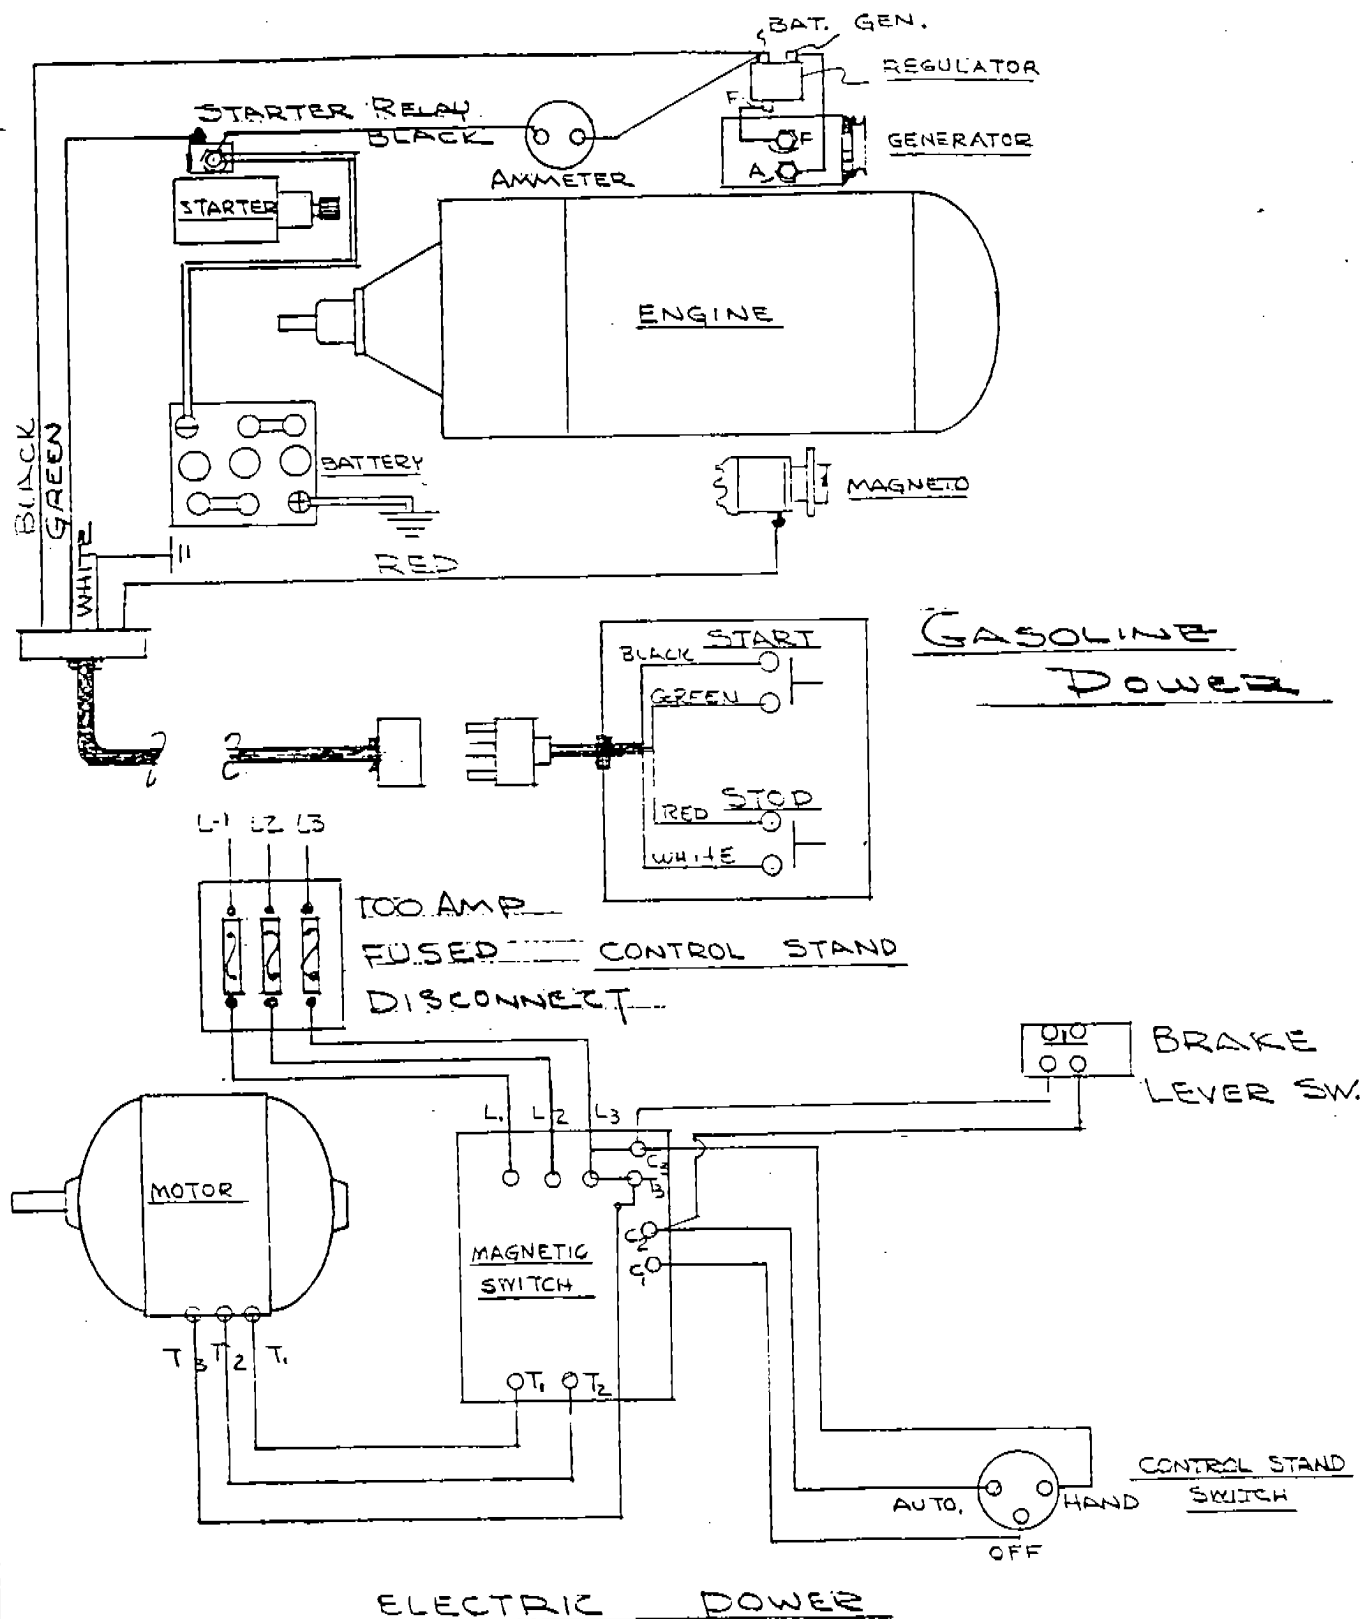 BAT. GEN.
REGULATOR
STARTER RELAY
BLACK
F
F
A
GENERATOR
AMMETER
STARTER
ENGINE
BLACK
GREEN
WHITE
BATTERY
MAGNETO
RED
GASOLINE
POWER
START
BLACK
GREEN
STOP
RED
WHITE
L-1 L2 L3
100 AMP
FUSED
DISCONNECT
CONTROL STAND
BRAKE
LEVER SW.
L1 L2 L3
C3
T3
C2
C1
MOTOR
MAGNETIC
SWITCH
T3 T2 T1
T1 T2
AUTO.
HAND
OFF
CONTROL STAND
SWITCH
ELECTRIC POWER